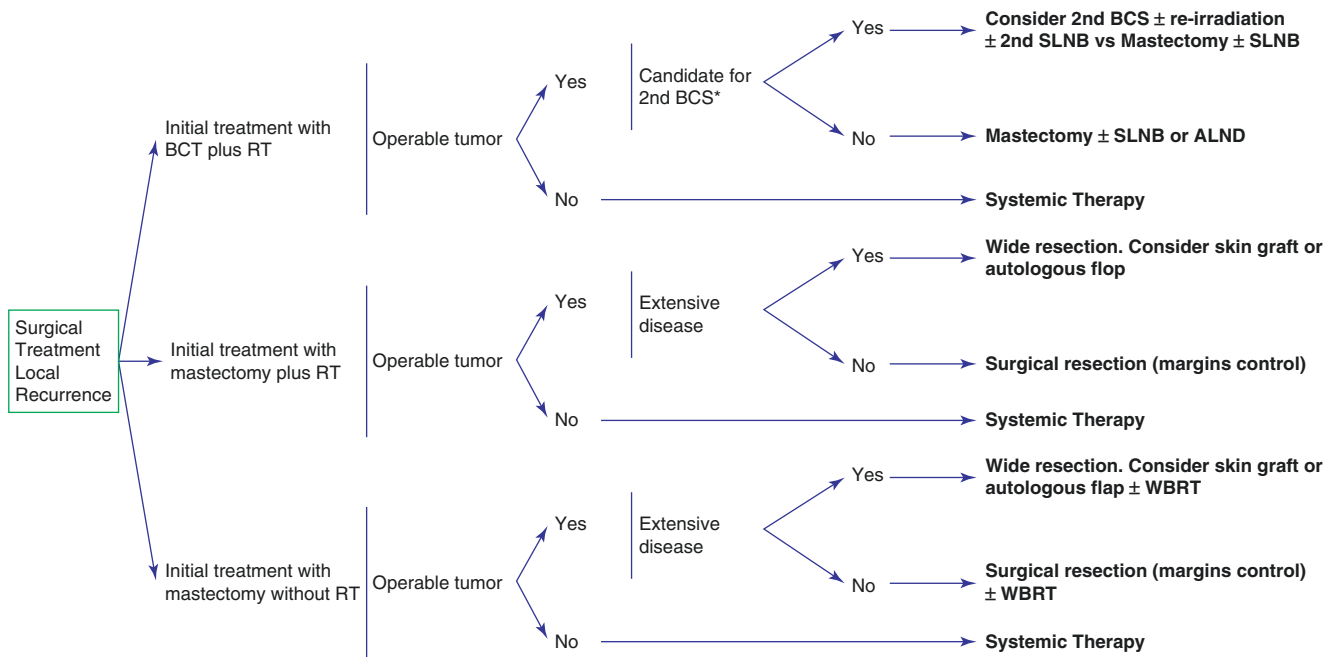 Surgical
Treatment
Local
Recurrence
Initial treatment with
BCT plus RT
Operable tumor
Yes
Candidate for
2nd BCS*
Yes
Consider 2nd BCS ± re-irradiation
± 2nd SLNB vs Mastectomy ± SLNB
No
Mastectomy ± SLNB or ALND
No
Systemic Therapy
Initial treatment with
mastectomy plus RT
Operable tumor
Yes
Extensive
disease
Yes
Wide resection. Consider skin graft or
autologous flop
No
Surgical resection (margins control)
No
Systemic Therapy
Initial treatment with
mastectomy without RT
Operable tumor
Yes
Extensive
disease
Yes
Wide resection. Consider skin graft or
autologous flap ± WBRT
No
Surgical resection (margins control)
± WBRT
No
Systemic Therapy